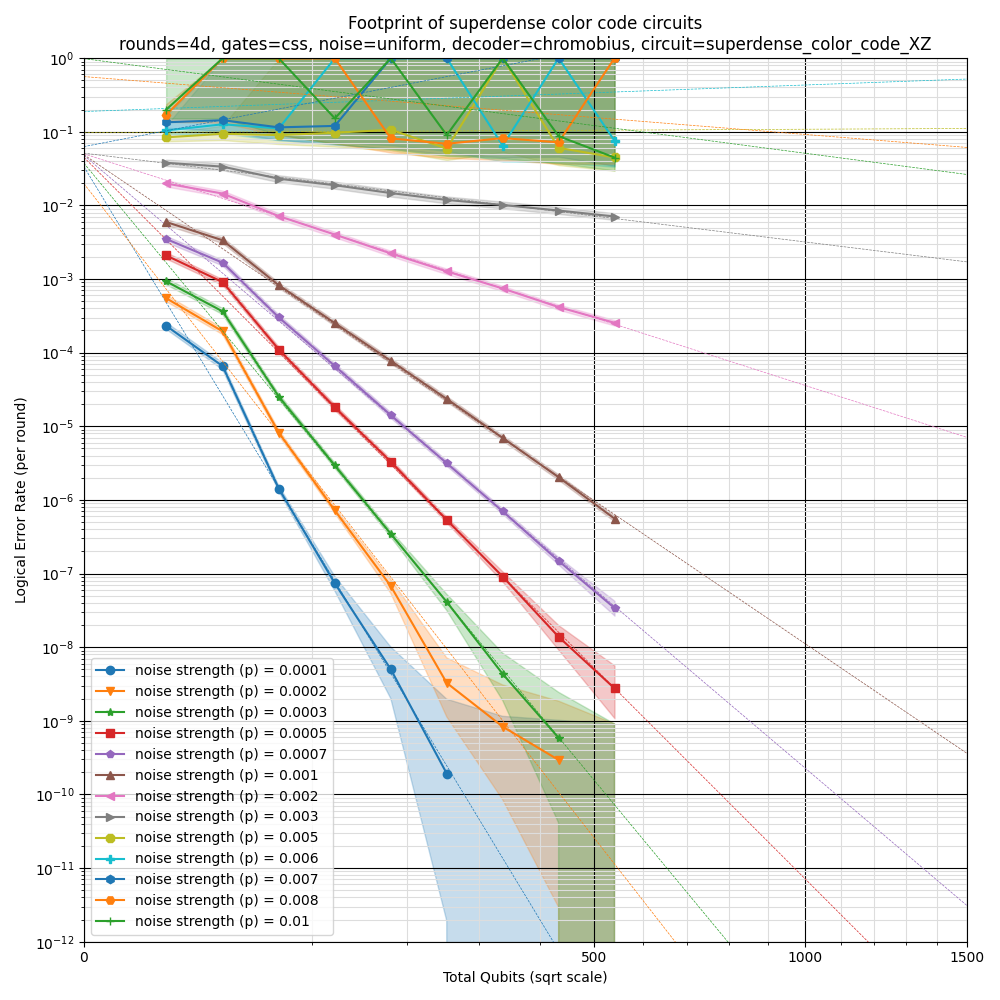 Footprint of superdense color code circuits
rounds=4d, gates=css, noise=uniform, decoder=chromobius, circuit=superdense_color_code_XZ
10⁰
10⁻¹
10⁻²
10⁻³
10⁻⁴
10⁻⁵
10⁻⁶
10⁻⁷
10⁻⁸
10⁻⁹
10⁻¹⁰
10⁻¹¹
10⁻¹²
Logical Error Rate (per round)
noise strength (p) = 0.0001
noise strength (p) = 0.0002
noise strength (p) = 0.0003
noise strength (p) = 0.0005
noise strength (p) = 0.0007
noise strength (p) = 0.001
noise strength (p) = 0.002
noise strength (p) = 0.003
noise strength (p) = 0.005
noise strength (p) = 0.006
noise strength (p) = 0.007
noise strength (p) = 0.008
noise strength (p) = 0.01
0 500 1000 1500
Total Qubits (sqrt scale)